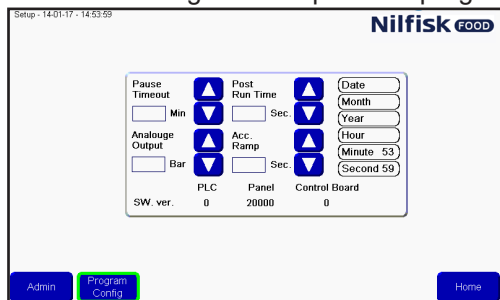 Setup - 14-01-17 - 14:53:59
Nilfisk FOOD
Pause Timeout
Min
Post Run Time
Sec.
Analouge Output
Bar
Acc. Ramp
Sec.
Date
Month
Year
Hour
Minute 53
Second 59
PLC Panel Control Board
SW. ver. 0 20000 0
Admin
Program Config
Home